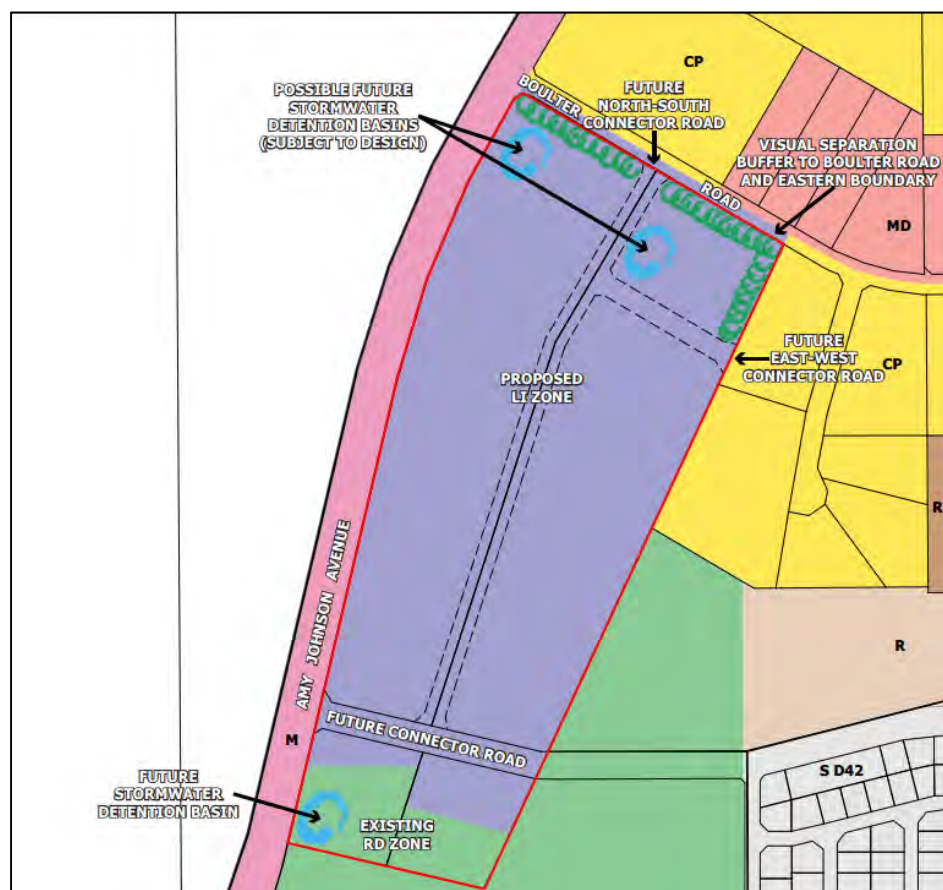 CP
POSSIBLE FUTURE
STORMWATER
DETENTION BASINS
(SUBJECT TO DESIGN)
BOULTER
ROAD
FUTURE
NORTH-SOUTH
CONNECTOR ROAD
VISUAL SEPARATION
BUFFER TO BOULTER ROAD
AND EASTERN BOUNDARY
MD
FUTURE
EAST-WEST
CONNECTOR ROAD
CP
PROPOSED
LI ZONE
R
AMY JOHNSON AVENUE
R
M
FUTURE CONNECTOR ROAD
S D42
FUTURE
STORMWATER
DETENTION BASIN
EXISTING
RD ZONE